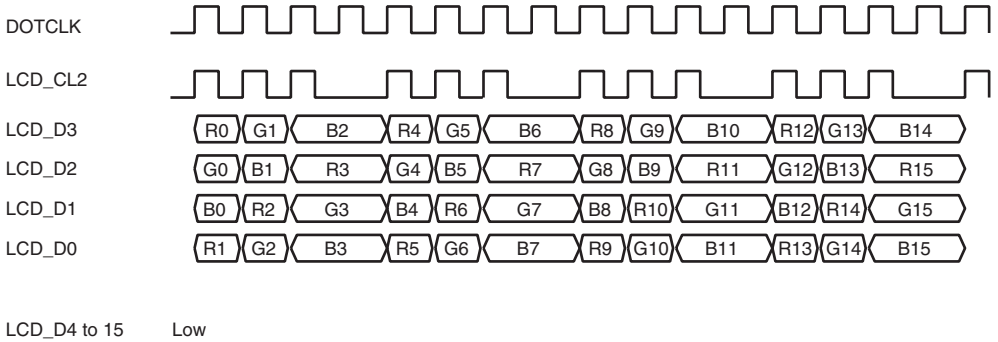 DOTCLK
LCD_CL2
LCD_D3 R0 G1 B2 R4 G5 B6 R8 G9 B10 R12 G13 B14
LCD_D2 G0 B1 R3 G4 B5 R7 G8 B9 R11 G12 B13 R15
LCD_D1 B0 R2 G3 B4 R6 G7 B8 R10 G11 B12 R14 G15
LCD_D0 R1 G2 B3 R5 G6 B7 R9 G10 B11 R13 G14 B15
LCD_D4 to 15 Low